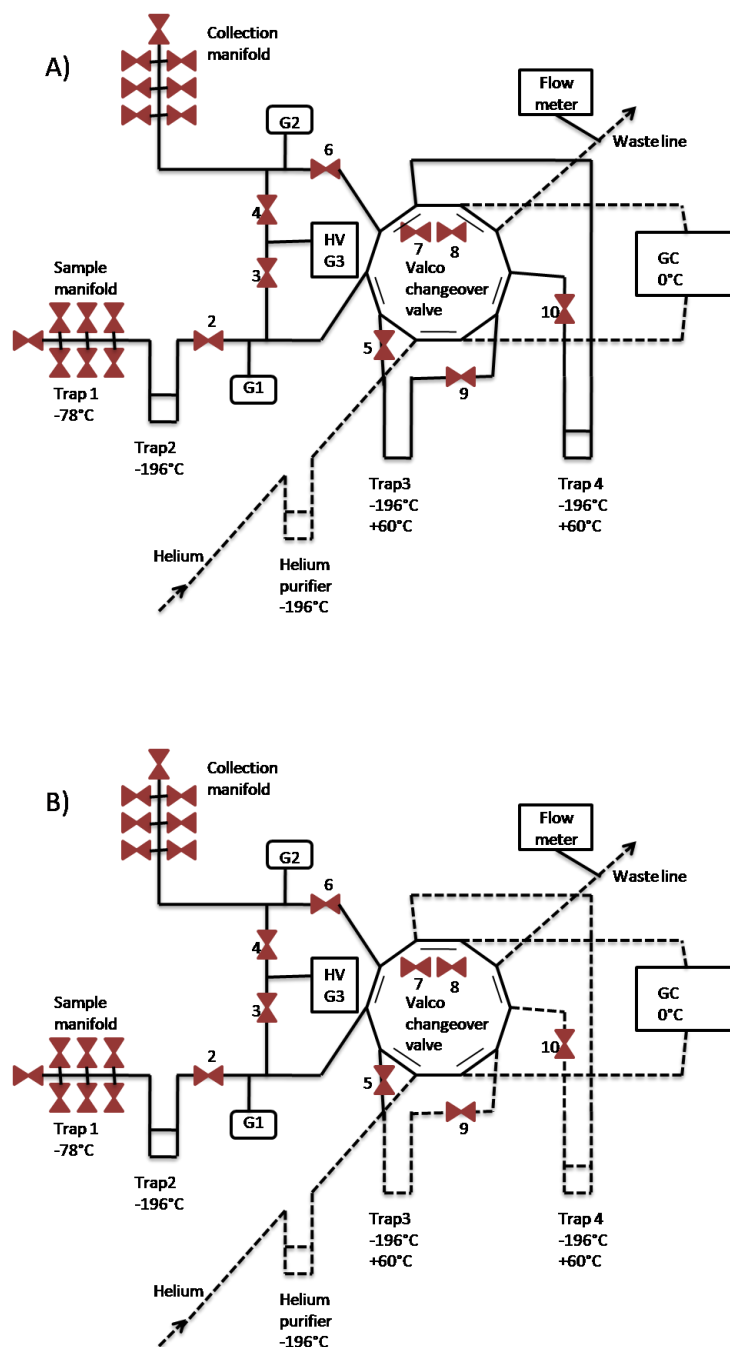 A)
Collection
manifold
Flow
meter
Waste line
G2
6
4
HV
G3
3
7
8
Valco
changeover
valve
GC
0°C
Sample
manifold
2
10
5
9
G1
Trap 1
-78°C
Trap2
-196°C
Trap3
-196°C
+60°C
Trap 4
-196°C
+60°C
Helium
Helium
purifier
-196°C
B)
Collection
manifold
Flow
meter
Waste line
G2
6
4
HV
G3
3
7
8
Valco
changeover
valve
GC
0°C
Sample
manifold
2
10
5
9
G1
Trap 1
-78°C
Trap2
-196°C
Trap3
-196°C
+60°C
Trap 4
-196°C
+60°C
Helium
Helium
purifier
-196°C